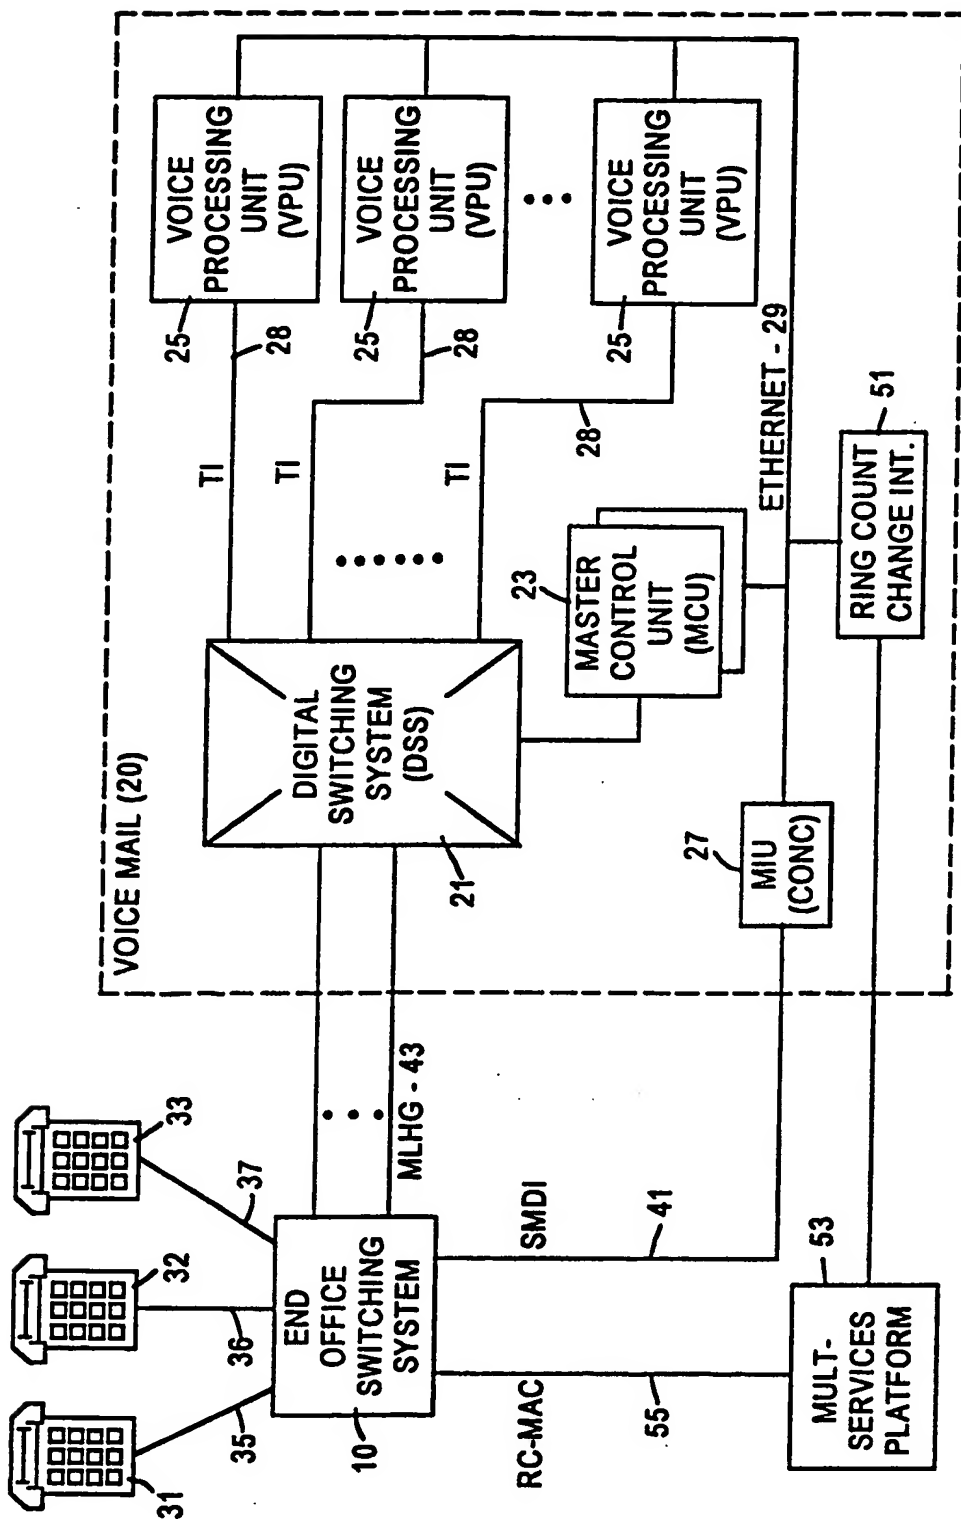 VOICE MAIL (20)
VOICE
PROCESSING
UNIT
(VPU)
25
TI
28
VOICE
PROCESSING
UNIT
(VPU)
25
TI
28
VOICE
PROCESSING
UNIT
(VPU)
25
TI
28
DIGITAL
SWITCHING
SYSTEM
(DSS)
21
23
MASTER
CONTROL
UNIT
(MCU)
ETHERNET - 29
27
MIU
(CONC)
51
RING COUNT
CHANGE INT.
31
32
33
35
36
37
END
OFFICE
SWITCHING
SYSTEM
10
MLHG - 43
SMDI
41
RC-MAC
55
53
MULT-
SERVICES
PLATFORM